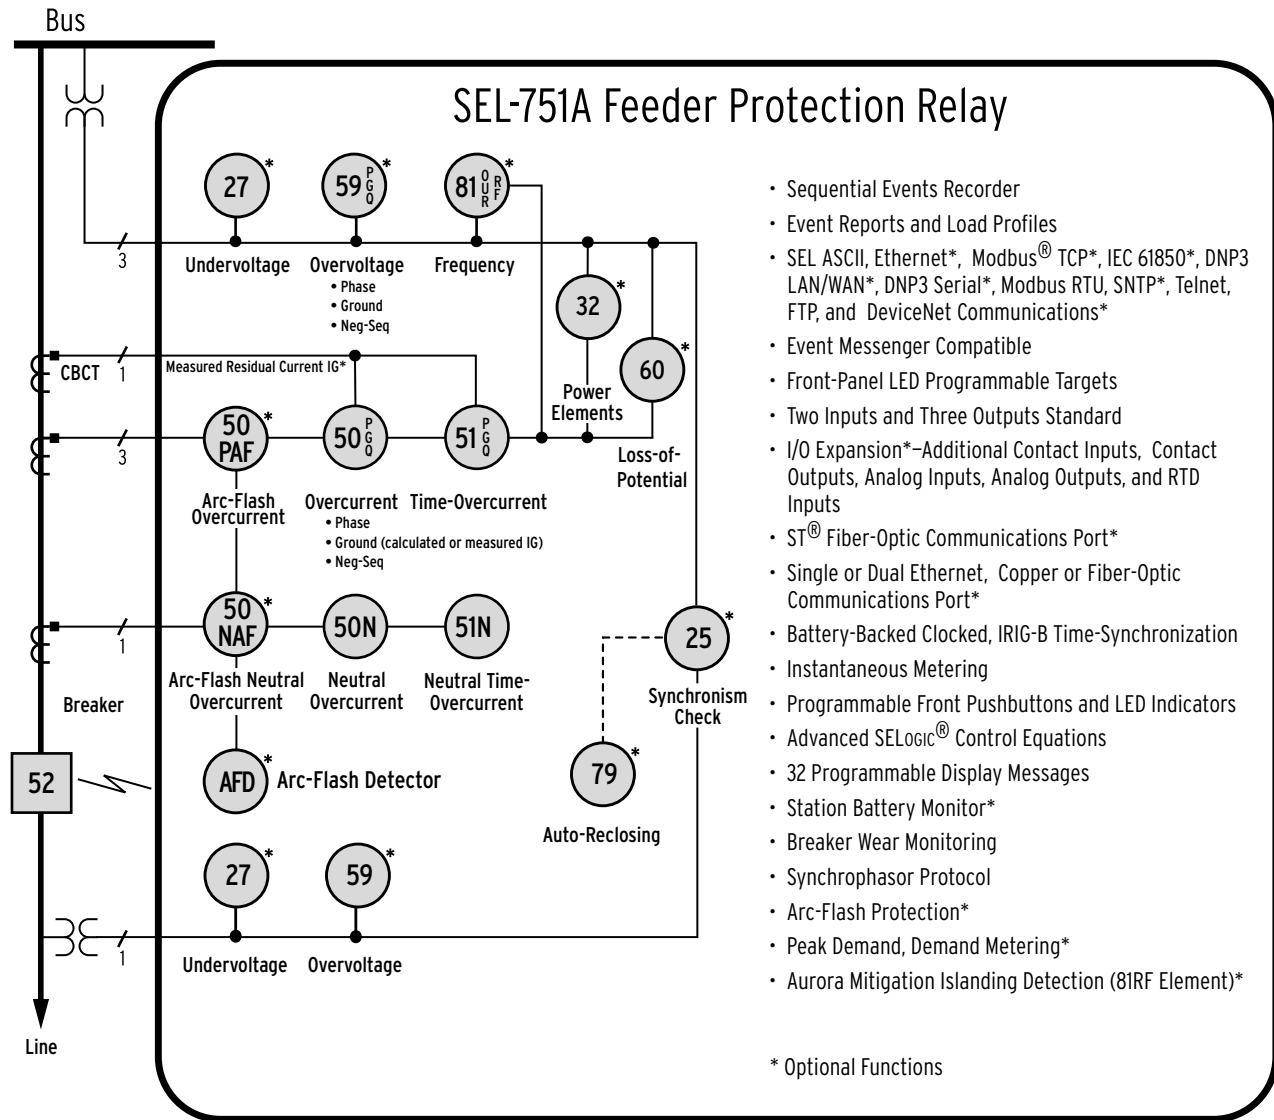 Bus
SEL-751A Feeder Protection Relay
27
*
59
P
G
Q
*
81
O
U
R
R
F
*
3
Undervoltage
Overvoltage
• Phase
• Ground
• Neg-Seq
Frequency
32
*
Power
Elements
60
*
Loss-of-
Potential
CBCT
1
Measured Residual Current IG*
3
50
PAF
*
Arc-Flash
Overcurrent
50
P
G
Q
Overcurrent
• Phase
• Ground (calculated or measured IG)
• Neg-Seq
51
P
G
Q
Time-Overcurrent
1
50
NAF
*
Arc-Flash Neutral
Overcurrent
50N
Neutral
Overcurrent
51N
Neutral Time-
Overcurrent
25
*
Synchronism
Check
Breaker
52
AFD
*
Arc-Flash Detector
79
*
Auto-Reclosing
27
*
59
*
1
Undervoltage
Overvoltage
Line
• Sequential Events Recorder
• Event Reports and Load Profiles
• SEL ASCII, Ethernet*, Modbus® TCP*, IEC 61850*, DNP3
LAN/WAN*, DNP3 Serial*, Modbus RTU, SNTP*, Telnet,
FTP, and DeviceNet Communications*
• Event Messenger Compatible
• Front-Panel LED Programmable Targets
• Two Inputs and Three Outputs Standard
• I/O Expansion*–Additional Contact Inputs, Contact
Outputs, Analog Inputs, Analog Outputs, and RTD
Inputs
• ST® Fiber-Optic Communications Port*
• Single or Dual Ethernet, Copper or Fiber-Optic
Communications Port*
• Battery-Backed Clocked, IRIG-B Time-Synchronization
• Instantaneous Metering
• Programmable Front Pushbuttons and LED Indicators
• Advanced SELOGIC® Control Equations
• 32 Programmable Display Messages
• Station Battery Monitor*
• Breaker Wear Monitoring
• Synchrophasor Protocol
• Arc-Flash Protection*
• Peak Demand, Demand Metering*
• Aurora Mitigation Islanding Detection (81RF Element)*
* Optional Functions